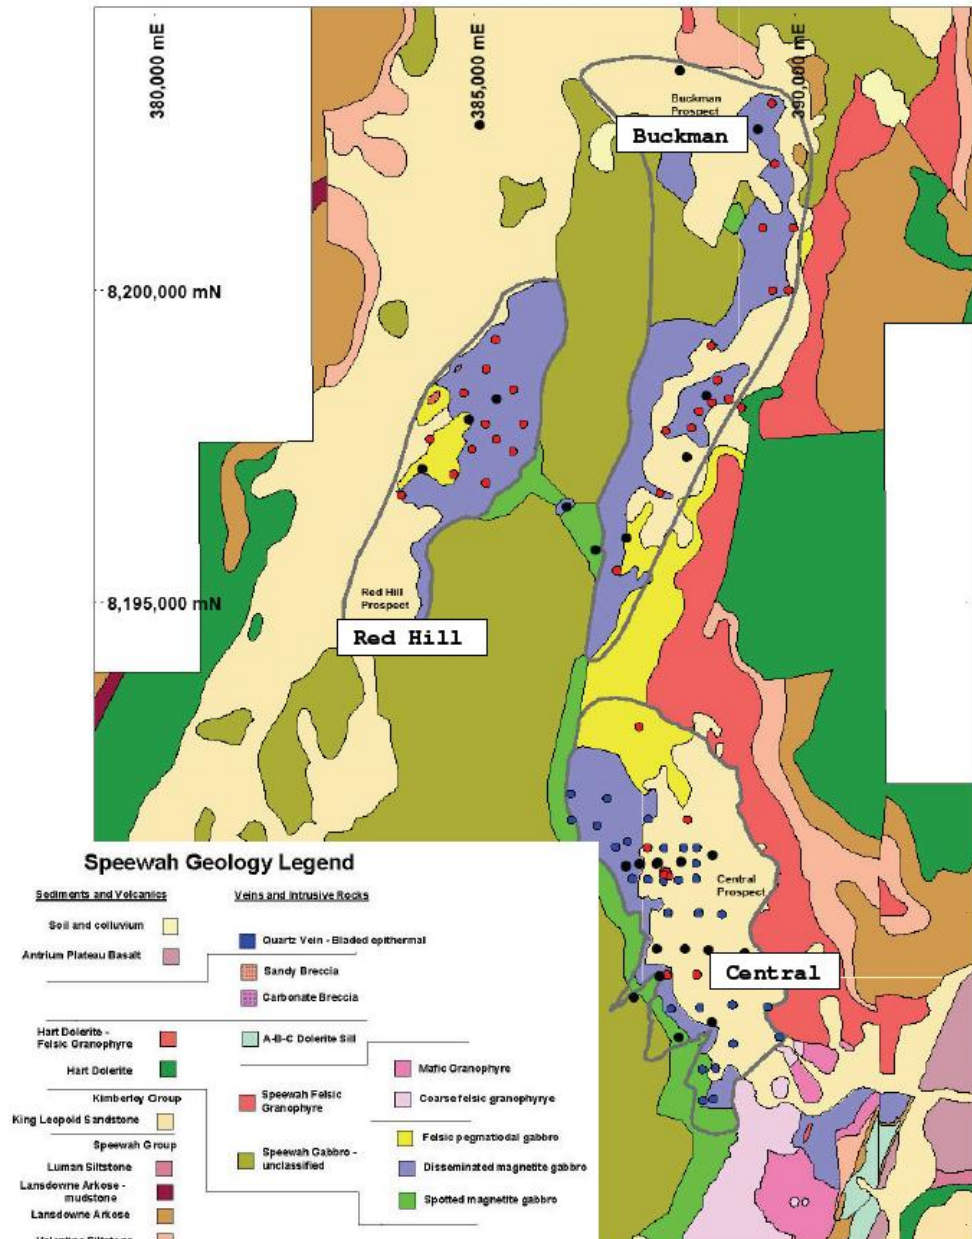 380,000 mE
385,000 mE
390,000 mE
Buckman
Prospect
Buckman
8,200,000 mN
8,195,000 mN
Red Hill
Prospect
Red Hill
Central
Prospect
Central
Speewah Geology Legend
Sediments and Volcanics
Soil and colluvium
Antrium Plateau Basalt
Hart Dolerite -
Felsic Granophyre
Hart Dolerite
Kimberley Group
King Leopold Sandstone
Speewah Group
Luman Siltstone
Lansdowne Arkose -
mudstone
Lansdowne Arkose
Valentine Siltstone
Veins and Intrusive Rocks
Quartz Vein - Bladed epithermal
Sandy Breccia
Carbonate Breccia
A-B-C Dolerite Sill
Speewah Felsic
Granophyre
Speewah Gabbro -
unclassified
Mafic Granophyre
Coarse felsic granophyrye
Felsic pegmatiodal gabbro
Disseminated magnetite gabbro
Spotted magnetite gabbro